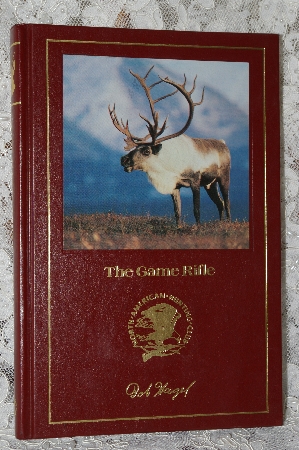 The Game Rifle
NORTH•AMERICAN•HUNTING•CLUB
Bob Hagel